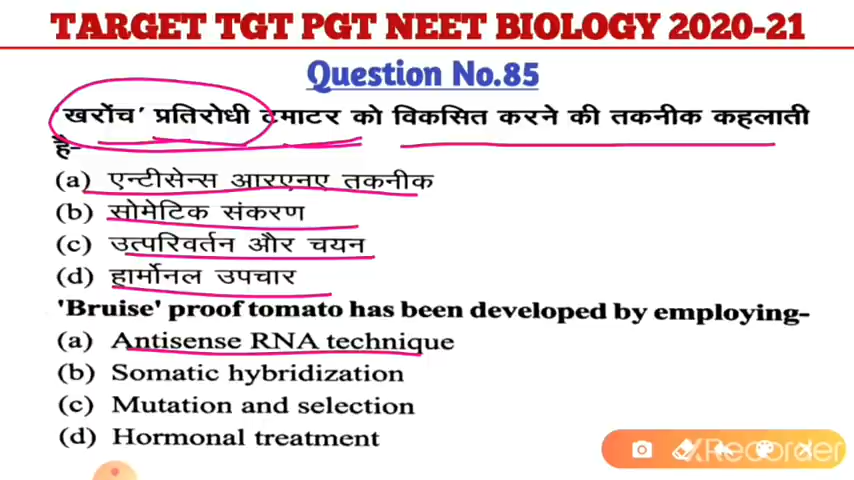 TARGET TGT PGT NEET BIOLOGY 2020-21
Question No.85
'खरोंच' प्रतिरोधी टमाटर को विकसित करने की तकनीक कहलाती
है-
(a) एन्टीसेन्स आरएनए तकनीक
(b) सोमेटिक संकरण
(c) उत्परिवर्तन और चयन
(d) हार्मोनल उपचार
'Bruise' proof tomato has been developed by employing-
(a) Antisense RNA technique
(b) Somatic hybridization
(c) Mutation and selection
(d) Hormonal treatment
XRecorder